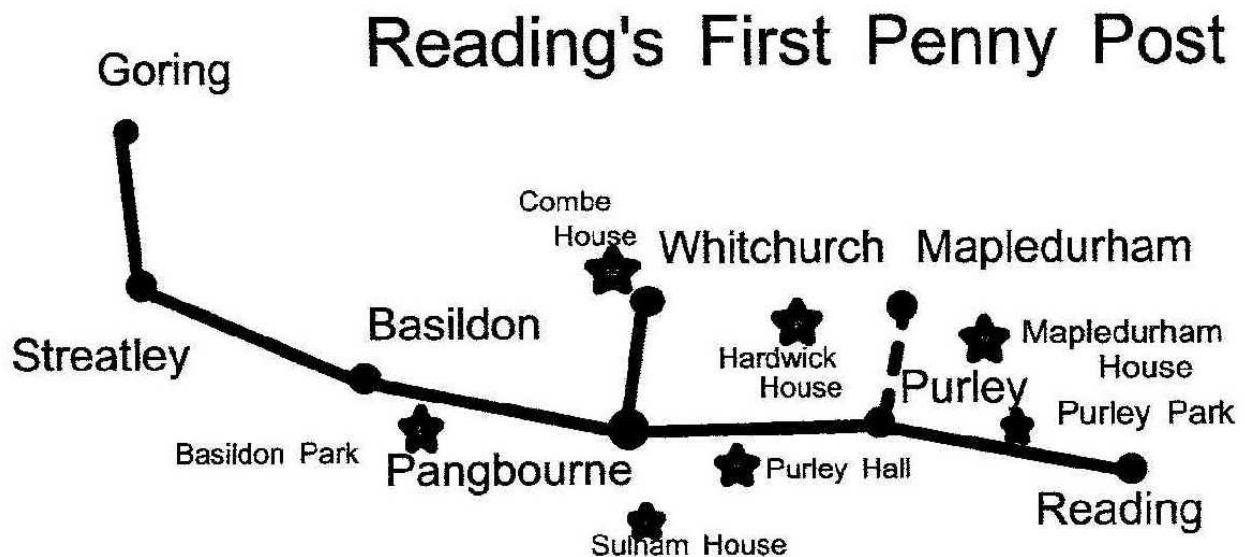 Reading's First Penny Post
Goring
Combe
House
Whitchurch
Mapledurham
Basildon
Streatley
Hardwick
House
Mapledurham
House
Purley
Purley Park
Basildon Park
Pangbourne
Purley Hall
Reading
Sulham House